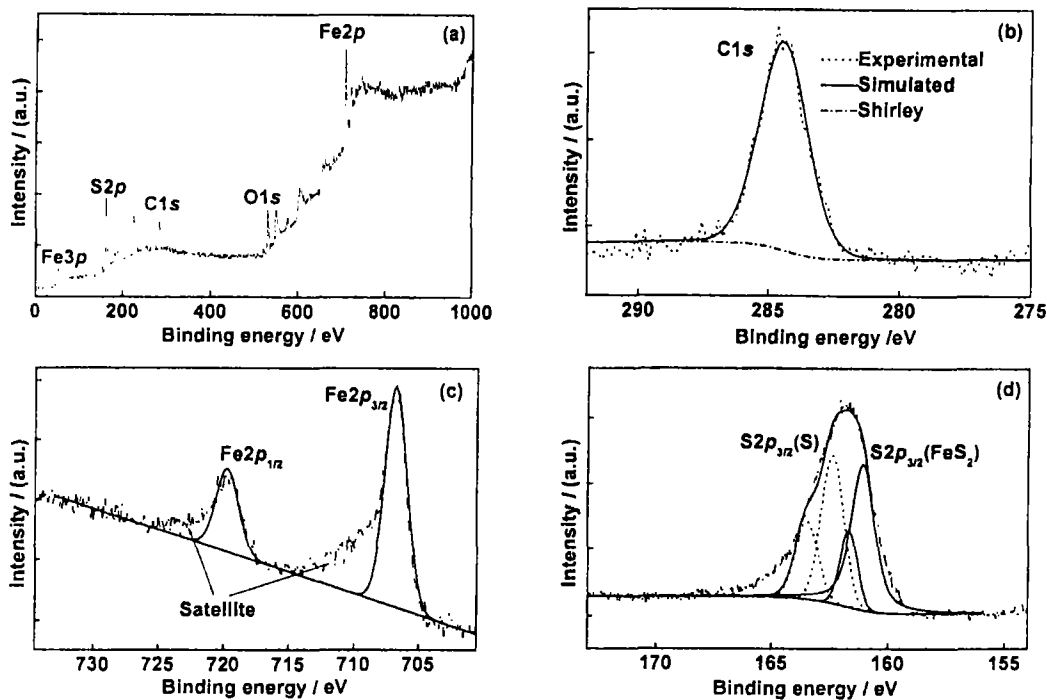 (a)
Fe2p
S2p
C1s
O1s
Fe3p
Intensity / (a.u.)
0 200 400 600 800 1000
Binding energy / eV
(b)
C1s
Experimental
Simulated
Shirley
Intensity / (a.u.)
290 285 280 275
Binding energy /eV
(c)
Fe2p3/2
Fe2p1/2
Satellite
Intensity / (a.u.)
730 725 720 715 710 705
Binding energy / eV
(d)
S2p3/2(S)
S2p3/2(FeS2)
Intensity / (a.u.)
170 165 160 155
Binding energy / eV